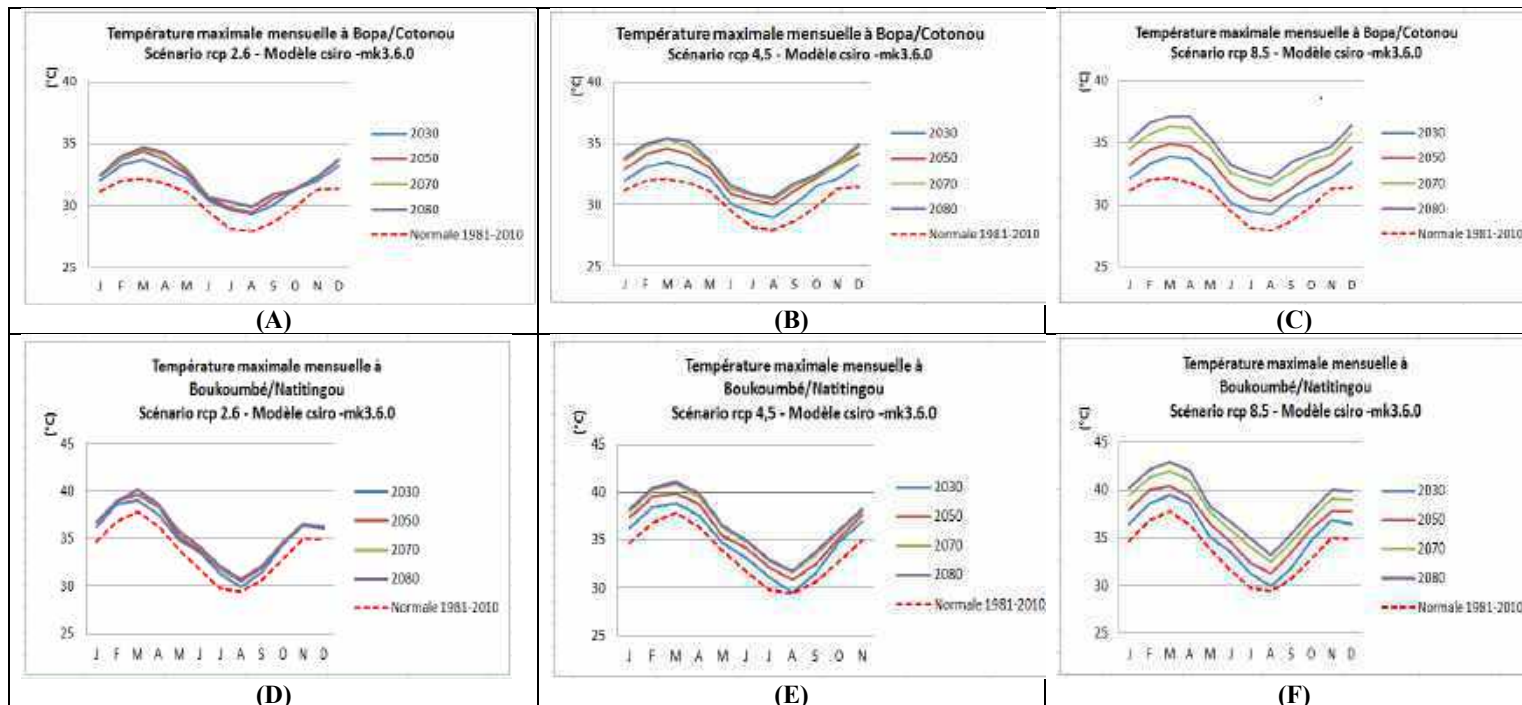 Température maximale mensuelle à Bopa/Cotonou
Scénario rcp 2.6 - Modèle csiro -mk3.6.0
(°C)
40
35
30
25
J F M A M J J A S O N D
2030
2050
2070
2080
Normale 1981-2010
(A)
Température maximale mensuelle à Bopa/Cotonou
Scénario rcp 4,5 - Modèle csiro -mk3.6.0
(°C)
40
35
30
25
J F M A M J J A S O N D
2030
2050
2070
2080
Normale 1981-2010
(B)
Température maximale mensuelle à Bopa/Cotonou
Scénario rcp 8.5 - Modèle csiro -mk3.6.0
(°C)
40
35
30
25
J F M A M J J A S O N D
2030
2050
2070
2080
Normale 1981-2010
(C)
Température maximale mensuelle à
Boukoumbé/Natitingou
Scénario rcp 2.6 - Modèle csiro -mk3.6.0
(°C)
45
40
35
30
25
J F M A M J J A S O N D
2030
2050
2070
2080
Normale 1981-2010
(D)
Température maximale mensuelle à
Boukoumbé/Natitingou
Scénario rcp 4,5 - Modèle csiro -mk3.6.0
(°C)
45
40
35
30
25
J F M A M J J A S O N
2030
2050
2070
2080
Normale 1981-2010
(E)
Température maximale mensuelle à
Boukoumbé/Natitingou
Scénario rcp 8.5 - Modèle csiro -mk3.6.0
(°C)
45
40
35
30
25
J F M A M J J A S O N D
2030
2050
2070
2080
Normale 1981-2010
(F)